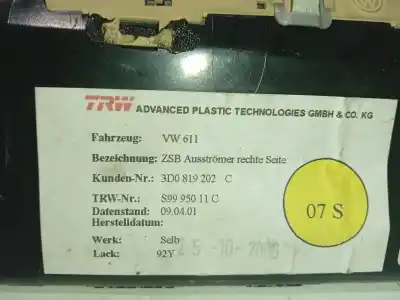 TRW ADVANCED PLASTIC TECHNOLOGIES GMBH & CO. KG
Fahrzeug: VW 611
Bezeichnung: ZSB Ausströmer rechte Seite
Kunden-Nr.: 3D0 819 202 C
TRW-Nr.: S99 950 11 C
Datenstand: 09.04.01
Herstelldatum:
Werk: Selb
Lack: 92Y
07 S